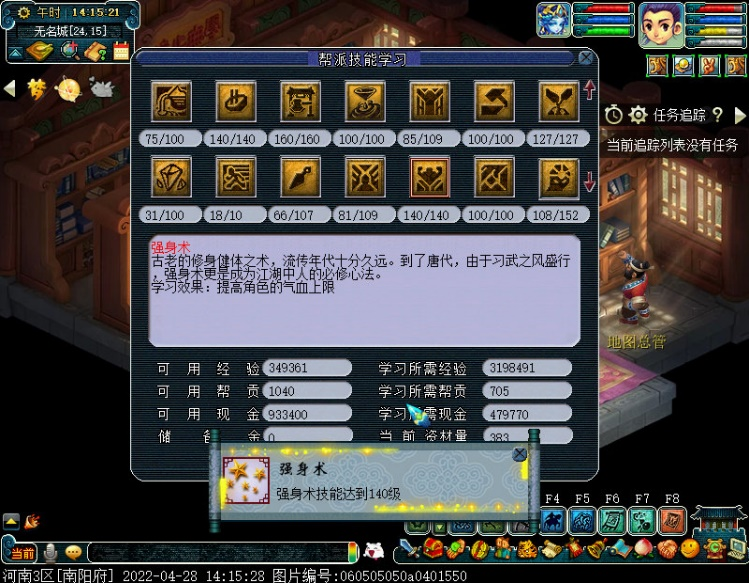 午时 14:15:21
无名城[24,15]
帮派技能学习
75/100 140/140 160/160 100/100 85/109 100/100 127/127
31/100 18/10 66/107 81/109 140/140 100/100 108/152
任务追踪 ?
当前追踪列表没有任务
强身术
古老的修身健体之术，流传年代十分久远。到了唐代，由于习武之风盛行
，强身术更是成为江湖中人的必修心法。
学习效果：提高角色的气血上限
地图总管
可用经验 349361 学习所需经验 3198491
可用帮贡 1040 学习所需帮贡 705
可用现金 933400 学习所需现金 479770
储备金 0 当前资材量 383
强身术
强身术技能达到140级
F4 F5 F6 F7 F8
当前
河南3区[南阳府] 2022-04-28 14:15:28 图片编号:060505050a0401550